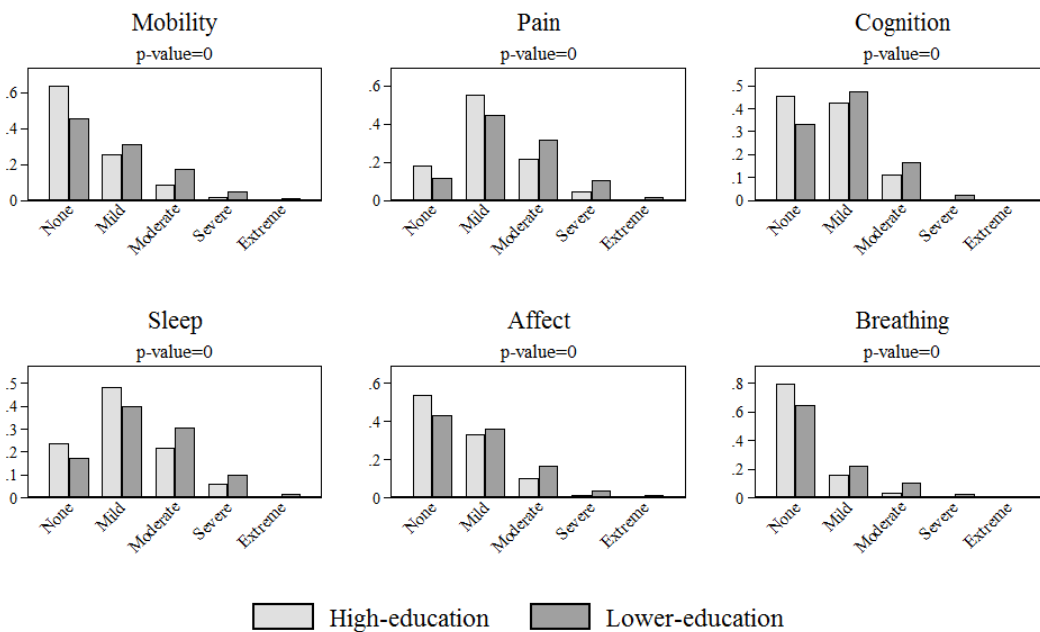 Mobility
p-value=0
.6
.4
.2
0
None Mild Moderate Severe Extreme
Pain
p-value=0
.6
.4
.2
0
None Mild Moderate Severe Extreme
Cognition
p-value=0
.5
.4
.3
.2
.1
0
None Mild Moderate Severe Extreme
Sleep
p-value=0
.5
.4
.3
.2
.1
0
None Mild Moderate Severe Extreme
Affect
p-value=0
.6
.4
.2
0
None Mild Moderate Severe Extreme
Breathing
p-value=0
.8
.6
.4
.2
0
None Mild Moderate Severe Extreme
High-education Lower-education